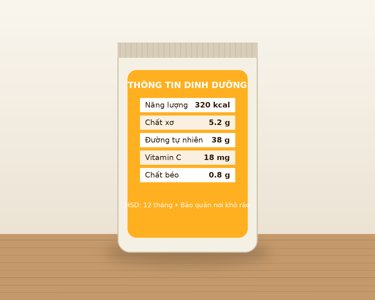 THÔNG TIN DINH DƯỠNG
Năng lượng 320 kcal
Chất xơ 5.2 g
Đường tự nhiên 38 g
Vitamin C 18 mg
Chất béo 0.8 g
HSD: 12 tháng • Bảo quản nơi khô ráo